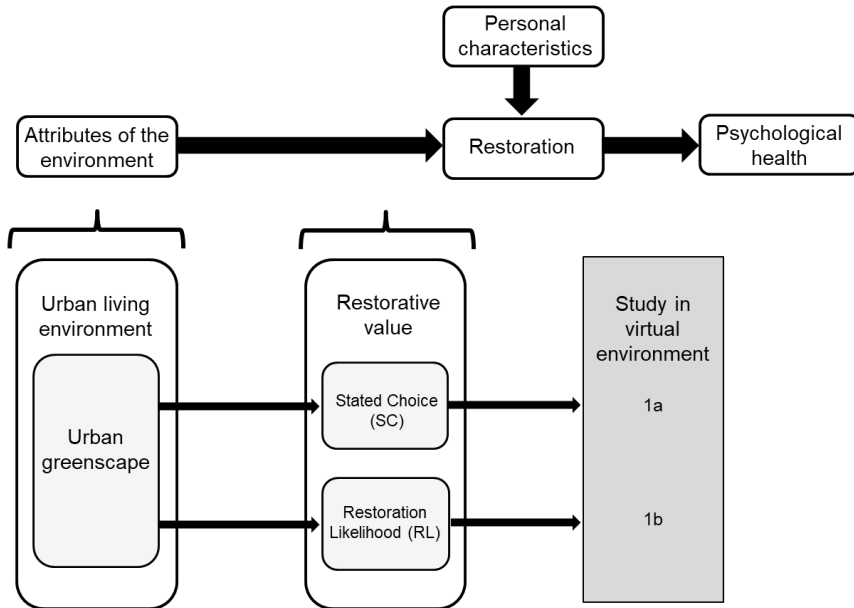 Personal
characteristics
Attributes of the
environment
Restoration
Psychological
health
Urban living
environment
Urban
greenscape
Restorative
value
Stated Choice
(SC)
Restoration
Likelihood (RL)
Study in
virtual
environment
1a
1b